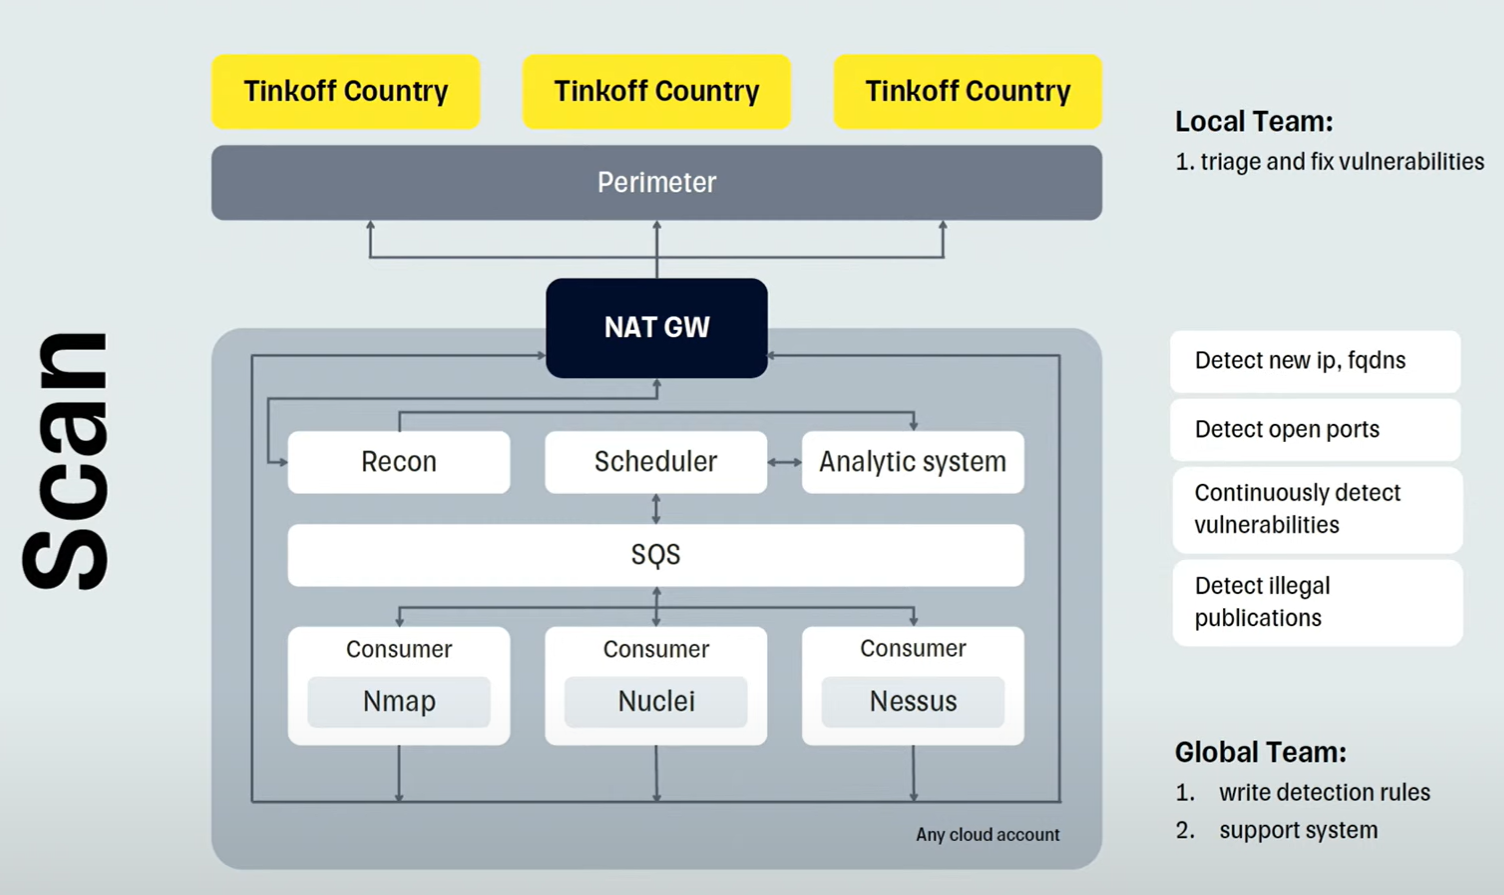 Scan
Tinkoff Country
Tinkoff Country
Tinkoff Country
Perimeter
NAT GW
Recon
Scheduler
Analytic system
SQS
Consumer
Nmap
Consumer
Nuclei
Consumer
Nessus
Any cloud account
Local Team:
1. triage and fix vulnerabilities
Detect new ip, fqdns
Detect open ports
Continuously detect
vulnerabilities
Detect illegal
publications
Global Team:
1. write detection rules
2. support system